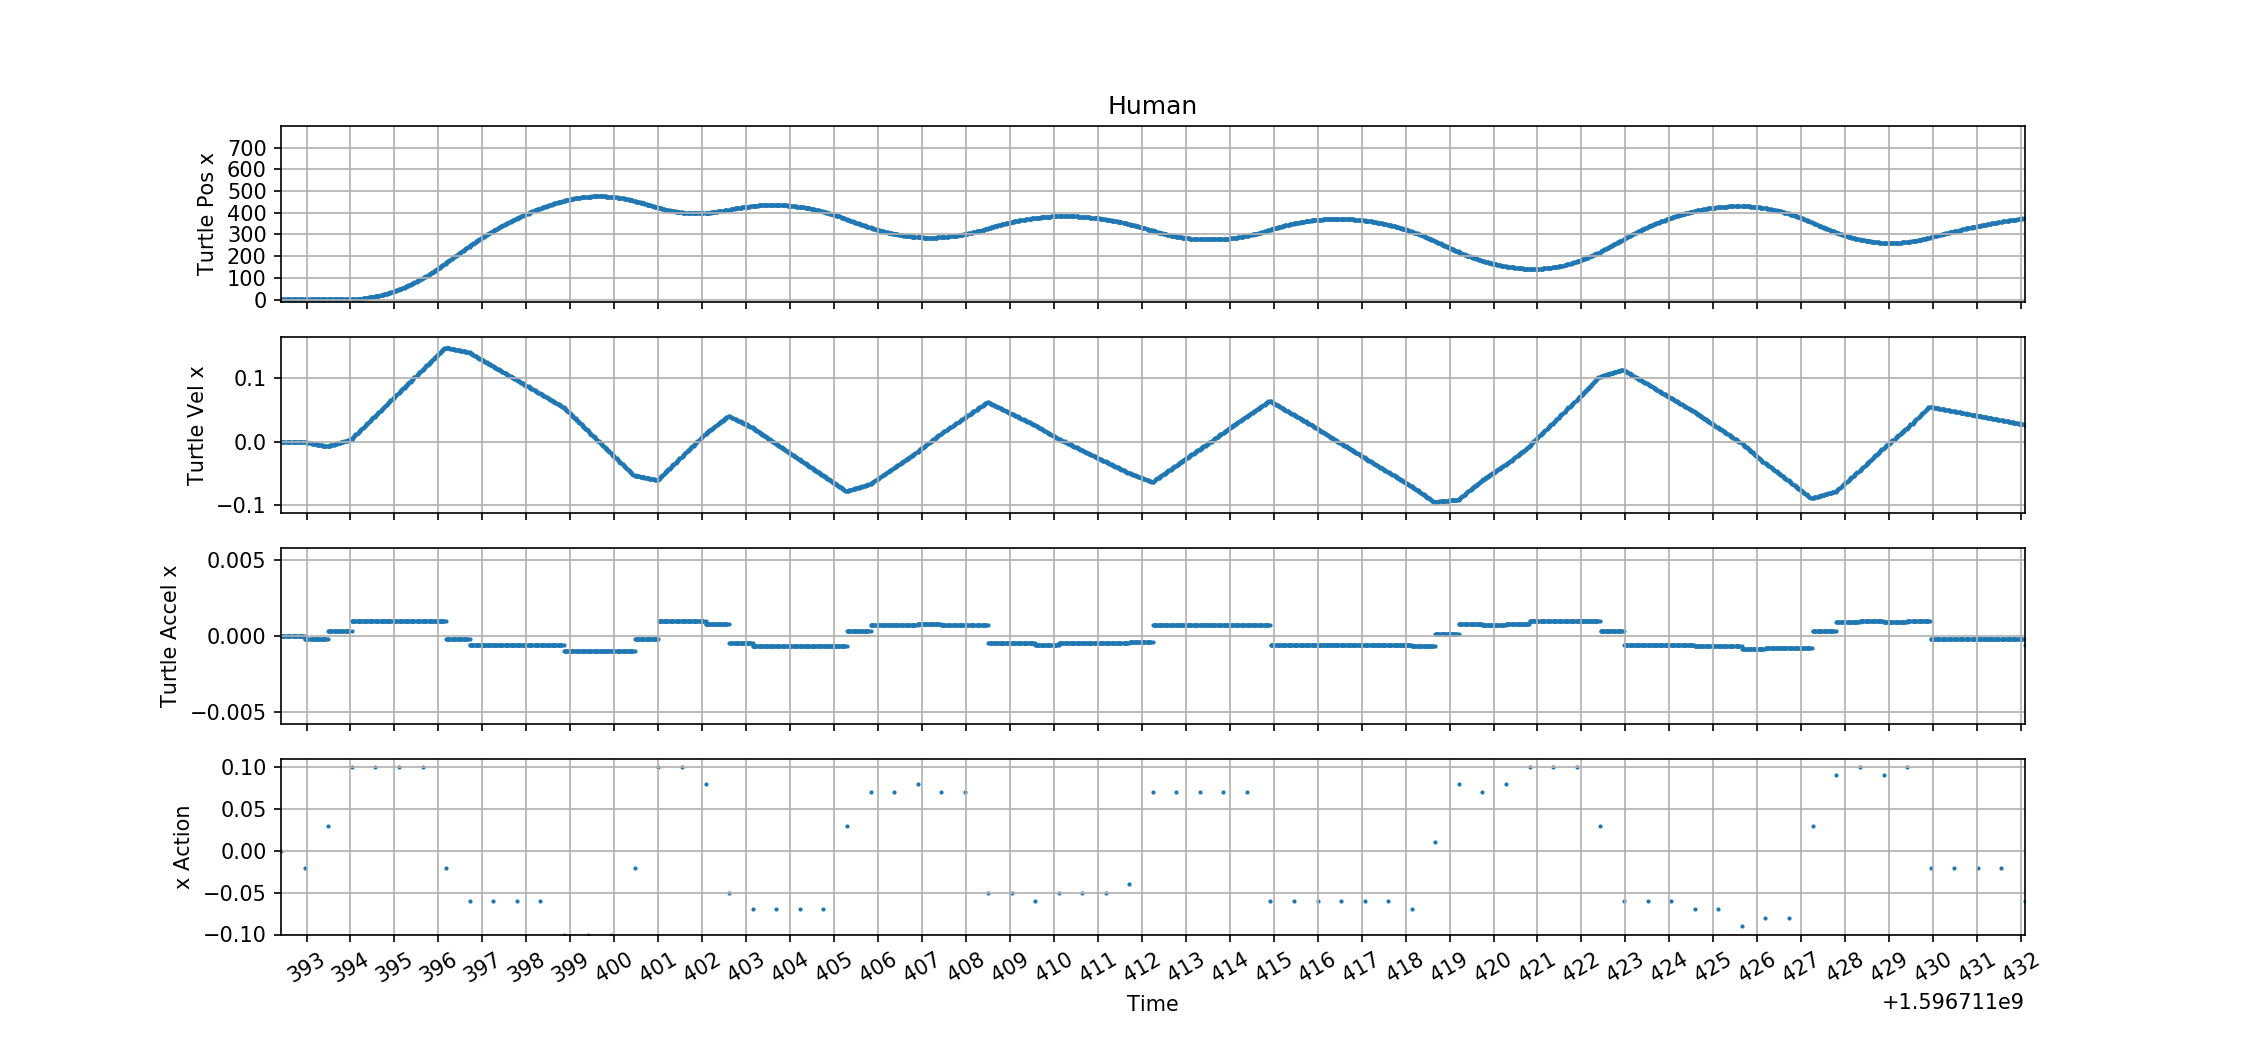 Human
Turtle Pos x
700
600
500
400
300
200
100
0
Turtle Vel x
0.1
0.0
−0.1
Turtle Accel x
0.005
0.000
−0.005
x Action
0.10
0.05
0.00
−0.05
−0.10
393 394 395 396 397 398 399 400 401 402 403 404 405 406 407 408 409 410 411 412 413 414 415 416 417 418 419 420 421 422 423 424 425 426 427 428 429 430 431 432
Time
+1.596711e9